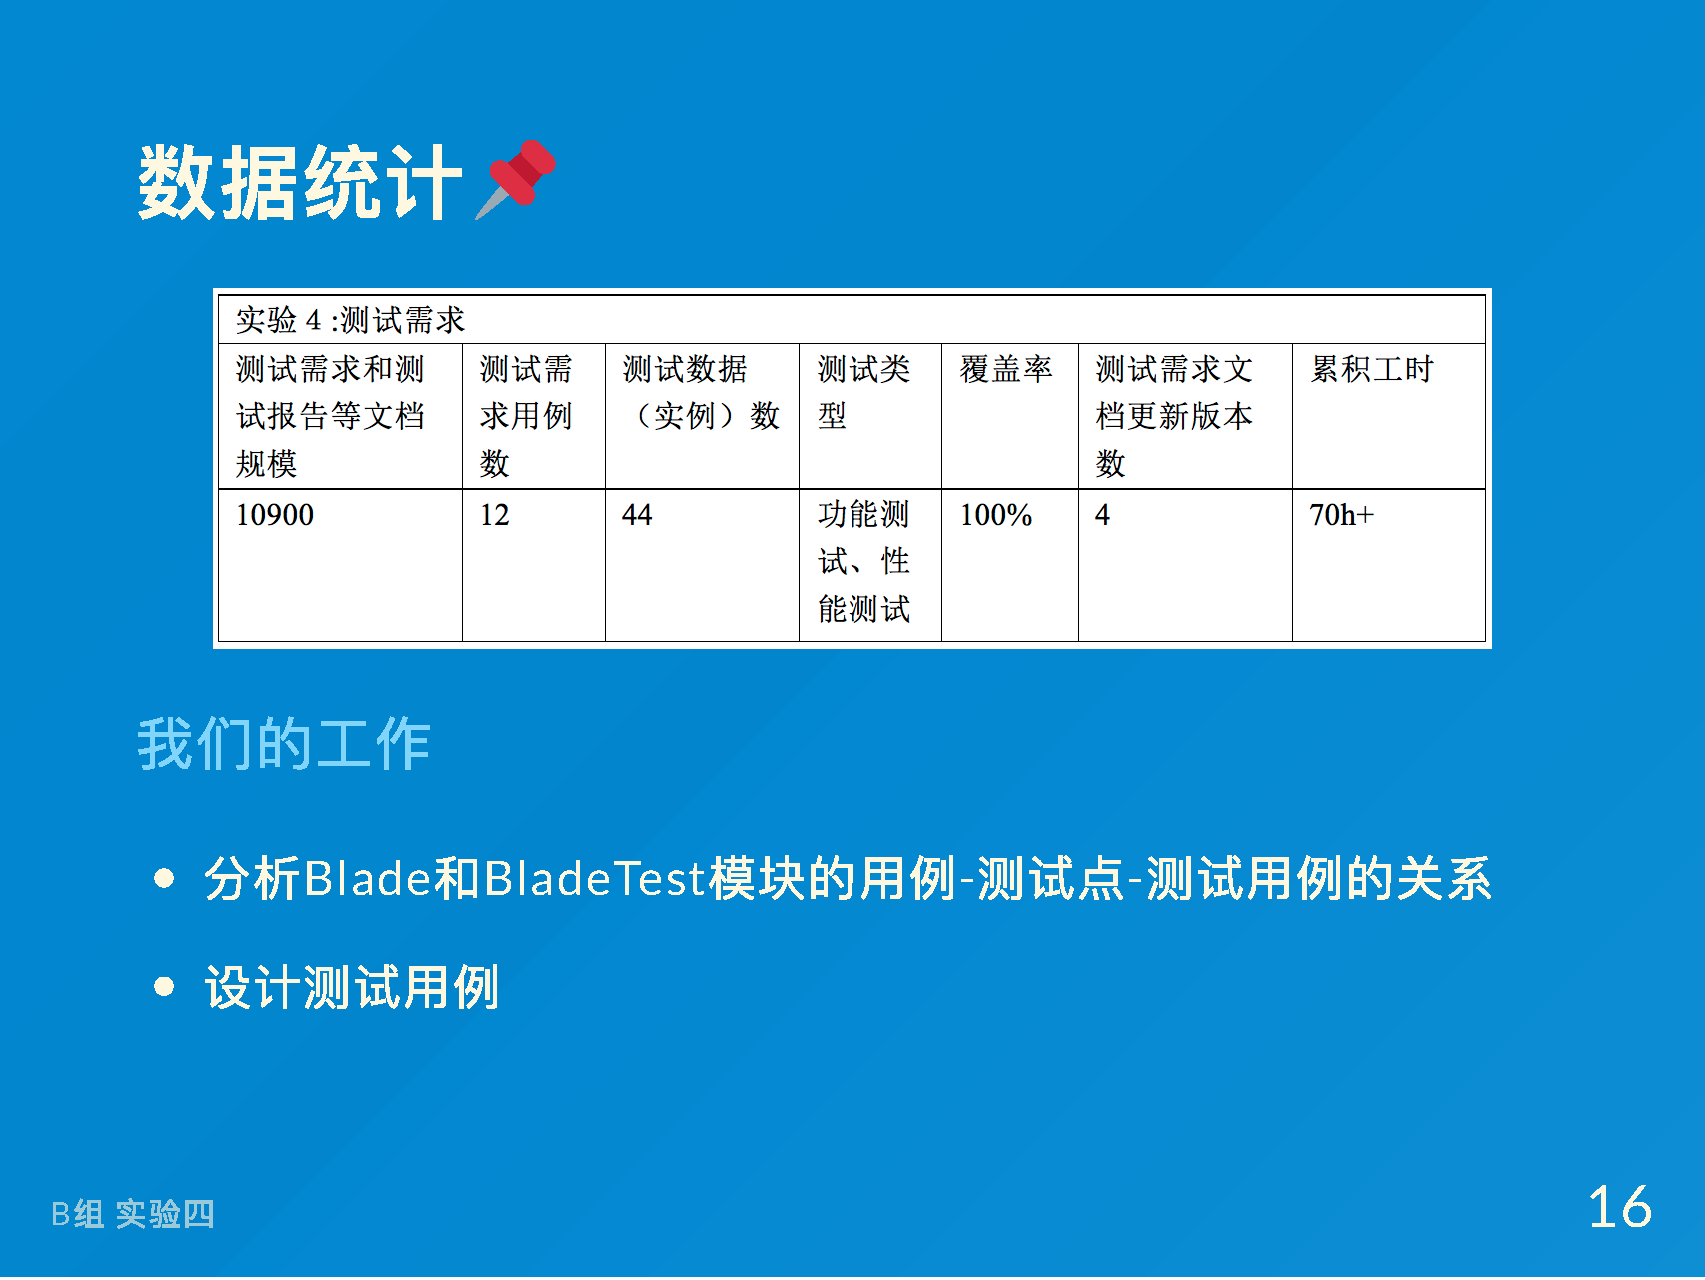 数据统计📌
实验 4 :测试需求
测试需求和测
试报告等文档
规模
测试需
求用例
数
测试数据
（实例）数
测试类
型
覆盖率
测试需求文
档更新版本
数
累积工时
10900
12
44
功能测
试、性
能测试
100%
4
70h+
我们的工作
• 分析Blade和BladeTest模块的用例-测试点-测试用例的关系
• 设计测试用例
B组 实验四
16